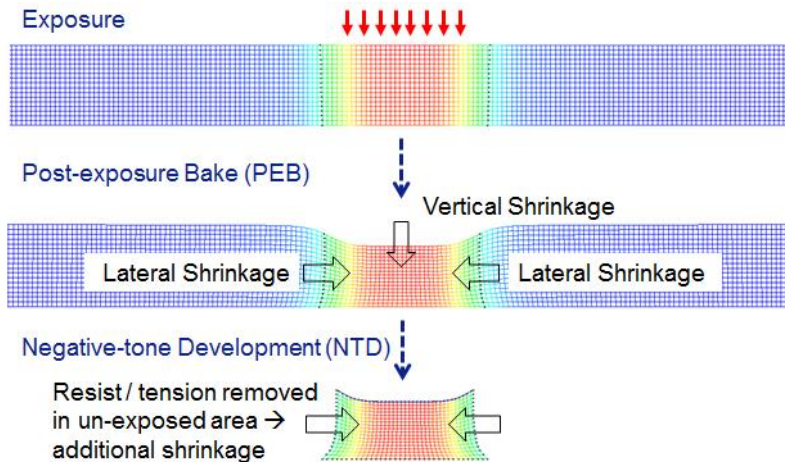 Exposure
Post-exposure Bake (PEB)
Vertical Shrinkage
Lateral Shrinkage
Lateral Shrinkage
Negative-tone Development (NTD)
Resist / tension removed
in un-exposed area →
additional shrinkage